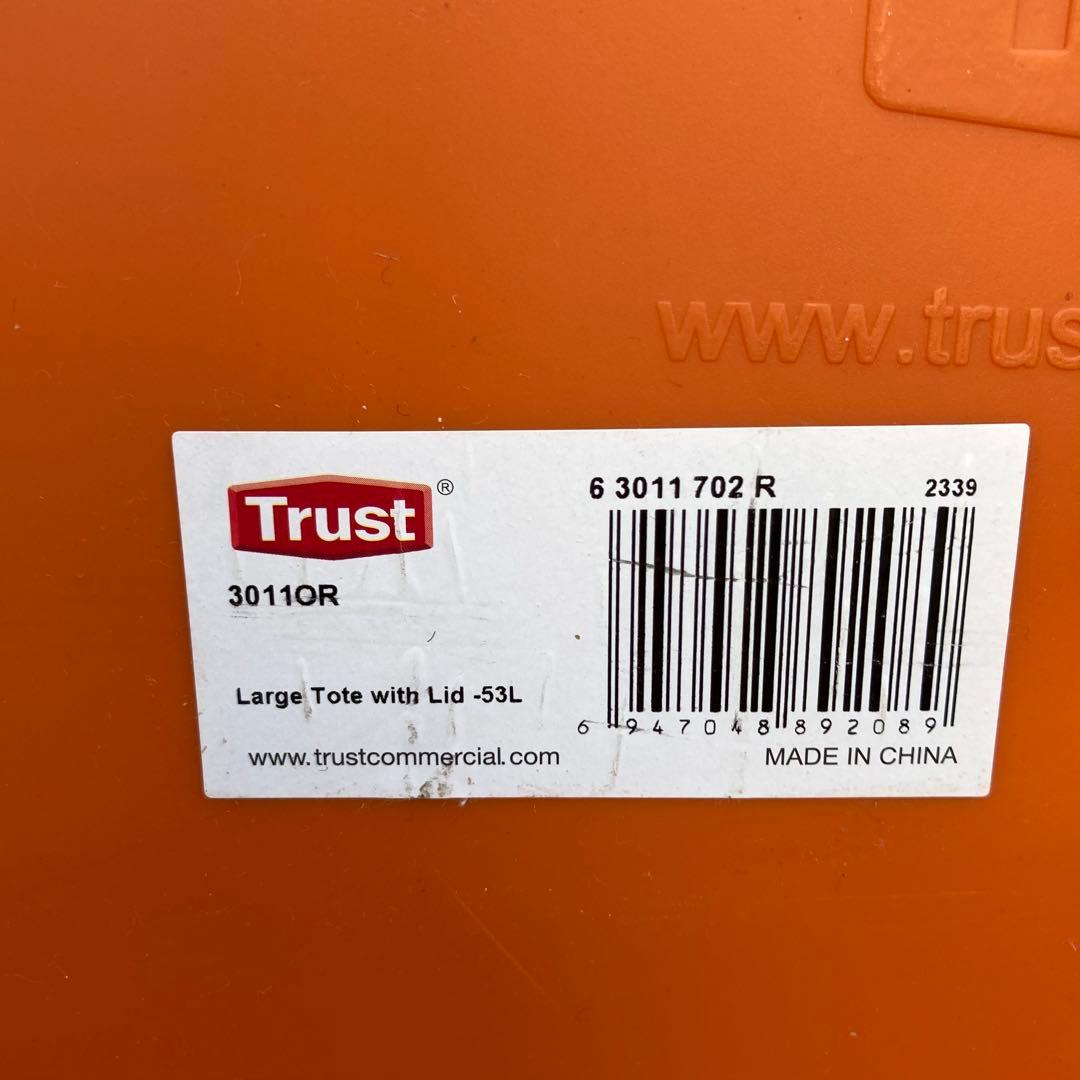 www.trus
Trust®
3011OR
Large Tote with Lid -53L
www.trustcommercial.com
6 3011 702 R
2339
6 947048 892089
MADE IN CHINA